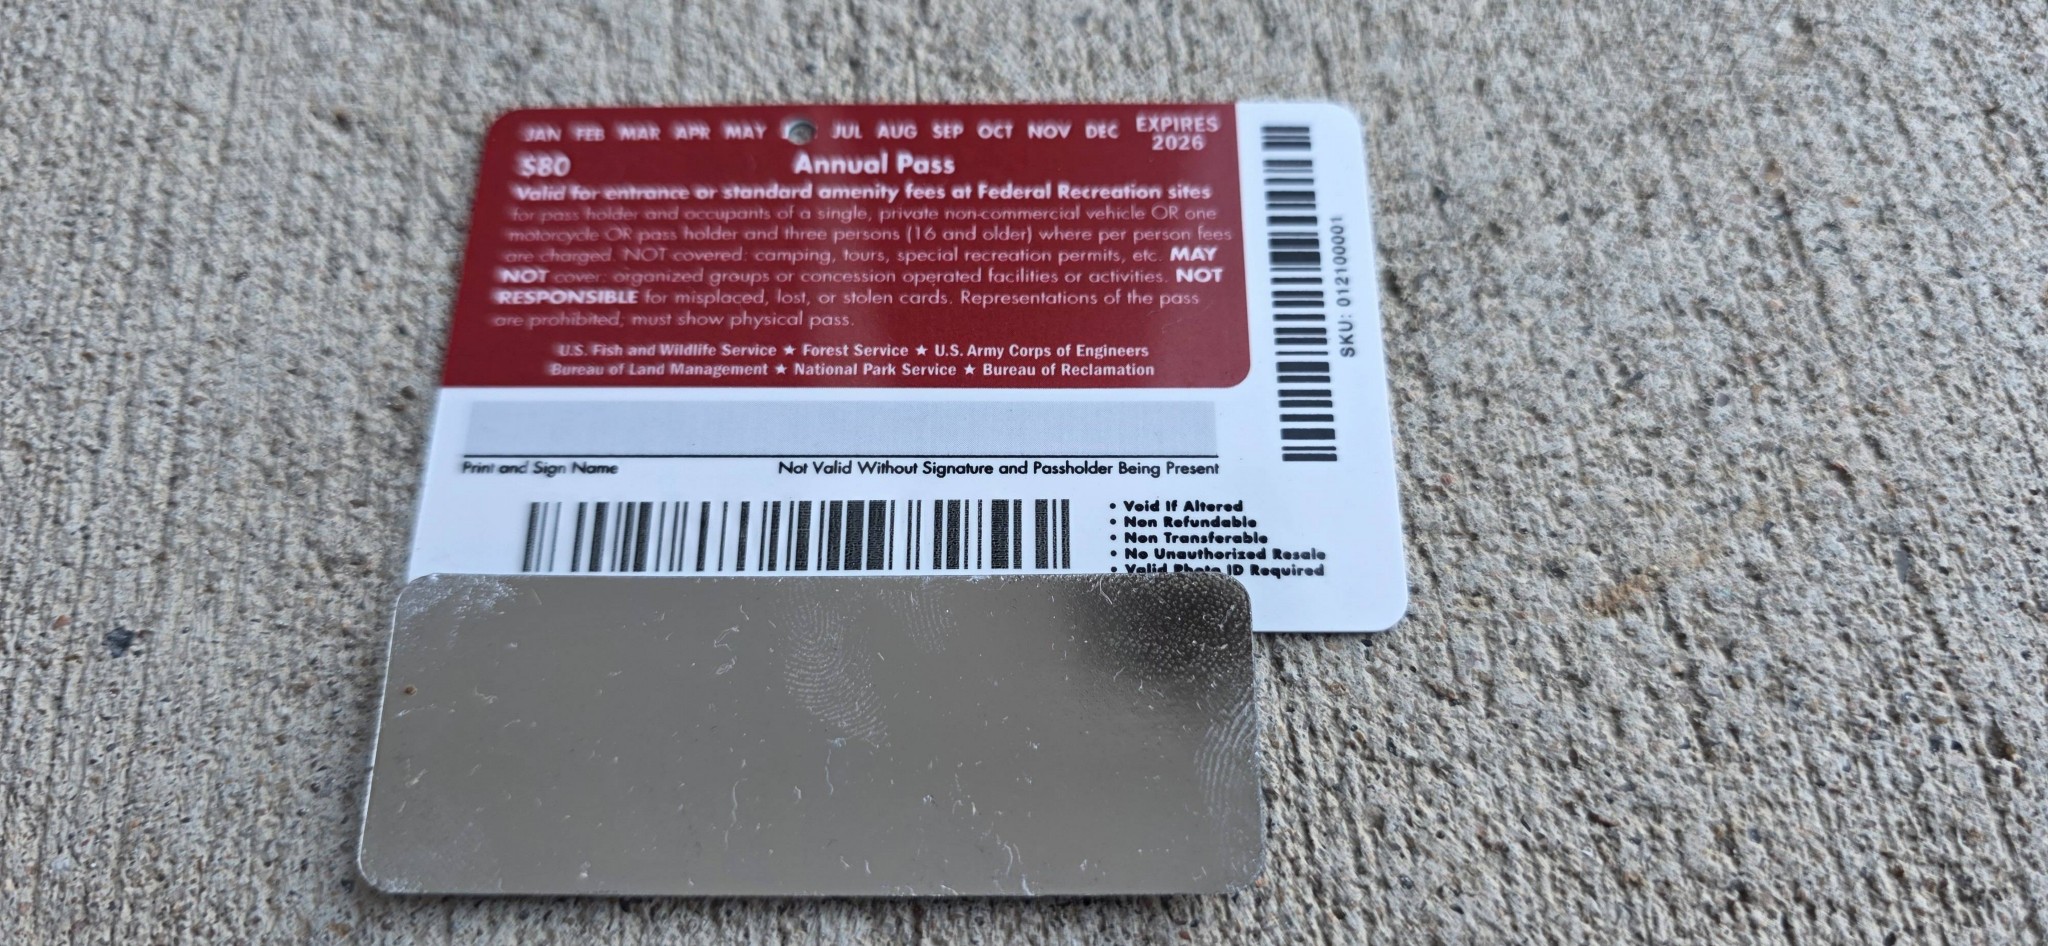 JAN FEB MAR APR MAY JUL AUG SEP OCT NOV DEC EXPIRES 2026
$80 Annual Pass
Valid for entrance or standard amenity fees at Federal Recreation sites
for pass holder and occupants of a single, private non-commercial vehicle OR one
motorcycle OR pass holder and three persons (16 and older) where per person fees
are charged. NOT covered: camping, tours, special recreation permits, etc. MAY
NOT cover: organized groups or concession operated facilities or activities. NOT
RESPONSIBLE for misplaced, lost, or stolen cards. Representations of the pass
are prohibited; must show physical pass.
U.S. Fish and Wildlife Service ★ Forest Service ★ U.S. Army Corps of Engineers
Bureau of Land Management ★ National Park Service ★ Bureau of Reclamation
Print and Sign Name Not Valid Without Signature and Passholder Being Present
• Void If Altered
• Non Refundable
• Non Transferable
• No Unauthorized Resale
• Valid Photo ID Required
SKU: 012100001